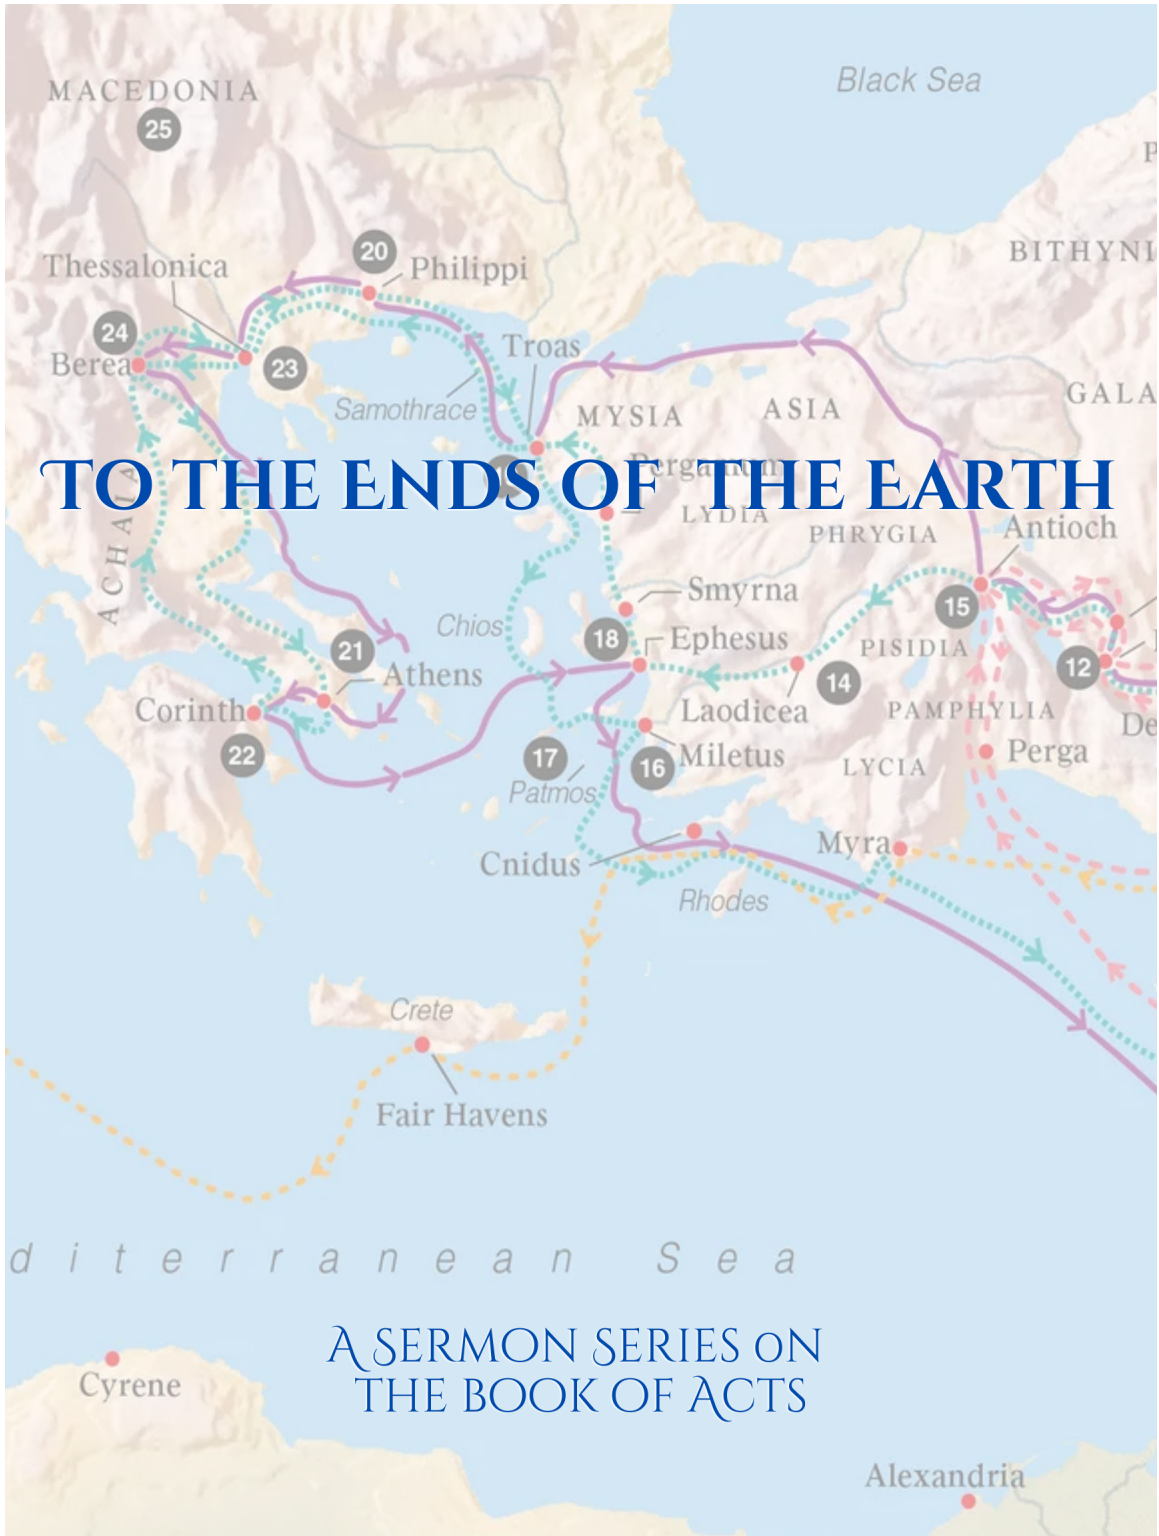 Black Sea
MACEDONIA
25
BITHYNI
20
Thessalonica
Philippi
24
Troas
Berea
23
GALA
Samothrace
MYSIA
ASIA
Pergamum
TO THE ENDS OF THE EARTH
LYDIA
PHRYGIA
Antioch
ACHAIA
Smyrna
15
Chios
18
Ephesus
PISIDIA
21
12
Athens
14
Corinth
Laodicea
PAMPHYLIA
De
22
17
16
Miletus
LYCIA
Perga
Patmos
Myra
Cnidus
Rhodes
Crete
Fair Havens
diterranean Sea
A SERMON SERIES ON
THE BOOK OF ACTS
Cyrene
Alexandria